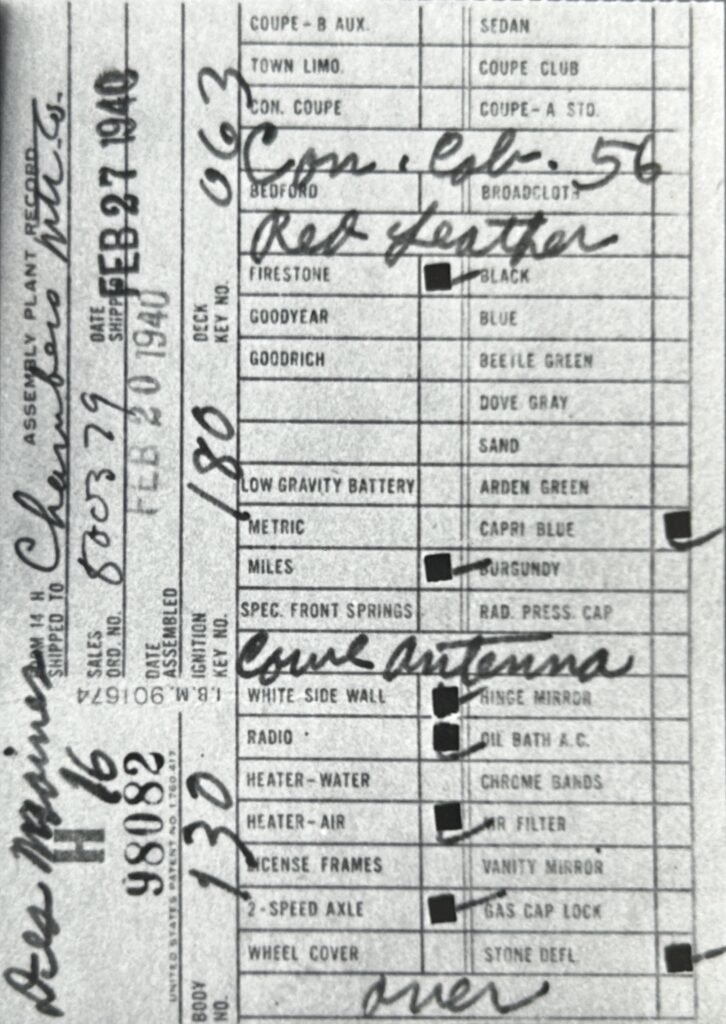 COUPE-B AUX. SEDAN
TOWN LIMO. COUPE CLUB
CON. COUPE COUPE-A STD.
Con. Cab. 56
BEDFORD BROADCLOTH
Red Leather
FIRESTONE BLACK
GOODYEAR BLUE
GOODRICH BEETLE GREEN
DOVE GRAY
SAND
LOW GRAVITY BATTERY ARDEN GREEN
METRIC CAPRI BLUE
MILES BURGUNDY
SPEC. FRONT SPRINGS RAD. PRESS. CAP
Cowl antenna
WHITE SIDE WALL HINGE MIRROR
RADIO OIL BATH A.C.
HEATER-WATER CHROME BANDS
HEATER-AIR AIR FILTER
LICENSE FRAMES VANITY MIRROR
2-SPEED AXLE GAS CAP LOCK
WHEEL COVER STONE DEFL.
over
Des Moines
H 16
98082
UNITED STATES PATENT NO. 1,780,417
14 H ASSEMBLY PLANT RECORD
SHIPPED TO Chambers Mtr. Co.
SALES ORD. NO. DATE SHIPPED FEB 27 1940
DATE ASSEMBLED FEB 20 1940
I.B.M. 901674
BODY NO. 130 IGNITION KEY NO. 180 DECK KEY NO. 063